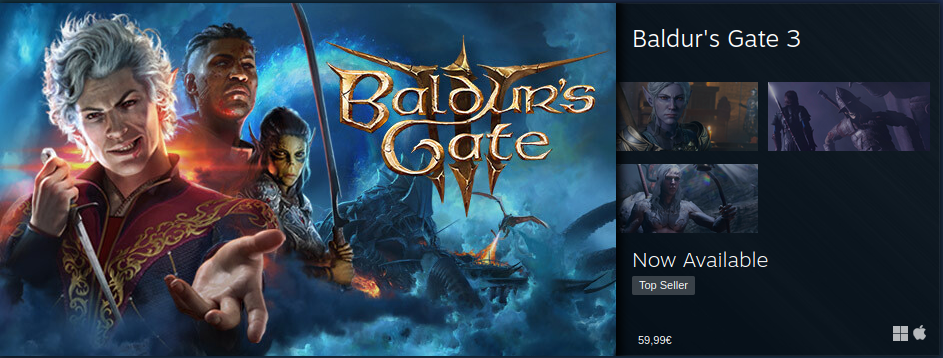 Baldur's
Gate
Baldur's Gate 3
Now Available
Top Seller
59,99€